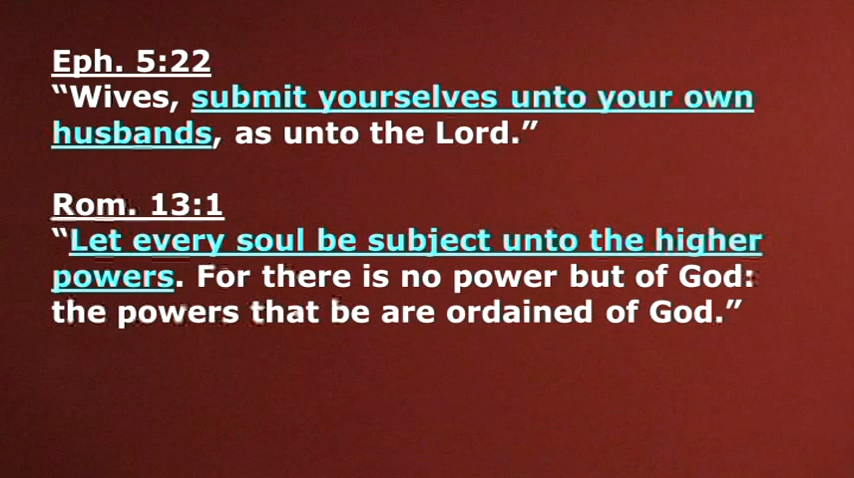 Eph. 5:22
“Wives, submit yourselves unto your own
husbands, as unto the Lord.”
Rom. 13:1
“Let every soul be subject unto the higher
powers. For there is no power but of God:
the powers that be are ordained of God.”